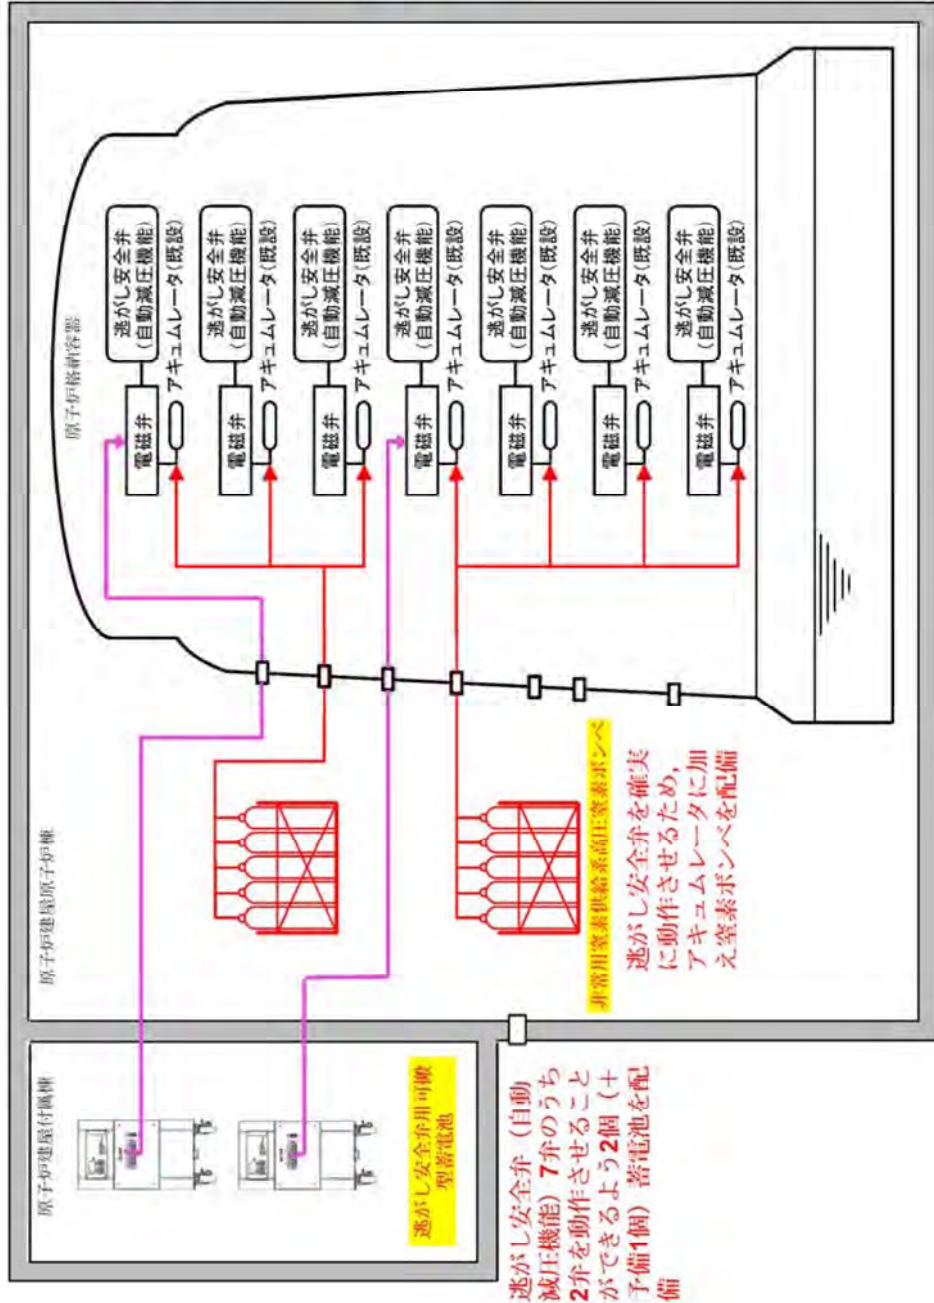 原子炉建屋付属棟
逃がし安全弁用可搬
型蓄電池
逃がし安全弁（自動
減圧機能）7弁のうち
2弁を動作させること
ができるよう2個（＋
予備1個）蓄電池を配
備
原子炉建屋原子炉棟
非常用窒素供給系高圧窒素ボンベ
逃がし安全弁を確実
に動作させるため，
アキュムレータに加
え窒素ボンベを配備
原子炉格納容器
電磁弁
アキュムレータ(既設)
逃がし安全弁
(自動減圧機能)
電磁弁
アキュムレータ(既設)
逃がし安全弁
(自動減圧機能)
電磁弁
アキュムレータ(既設)
逃がし安全弁
(自動減圧機能)
電磁弁
アキュムレータ(既設)
逃がし安全弁
(自動減圧機能)
電磁弁
アキュムレータ(既設)
逃がし安全弁
(自動減圧機能)
電磁弁
アキュムレータ(既設)
逃がし安全弁
(自動減圧機能)
電磁弁
アキュムレータ(既設)
逃がし安全弁
(自動減圧機能)